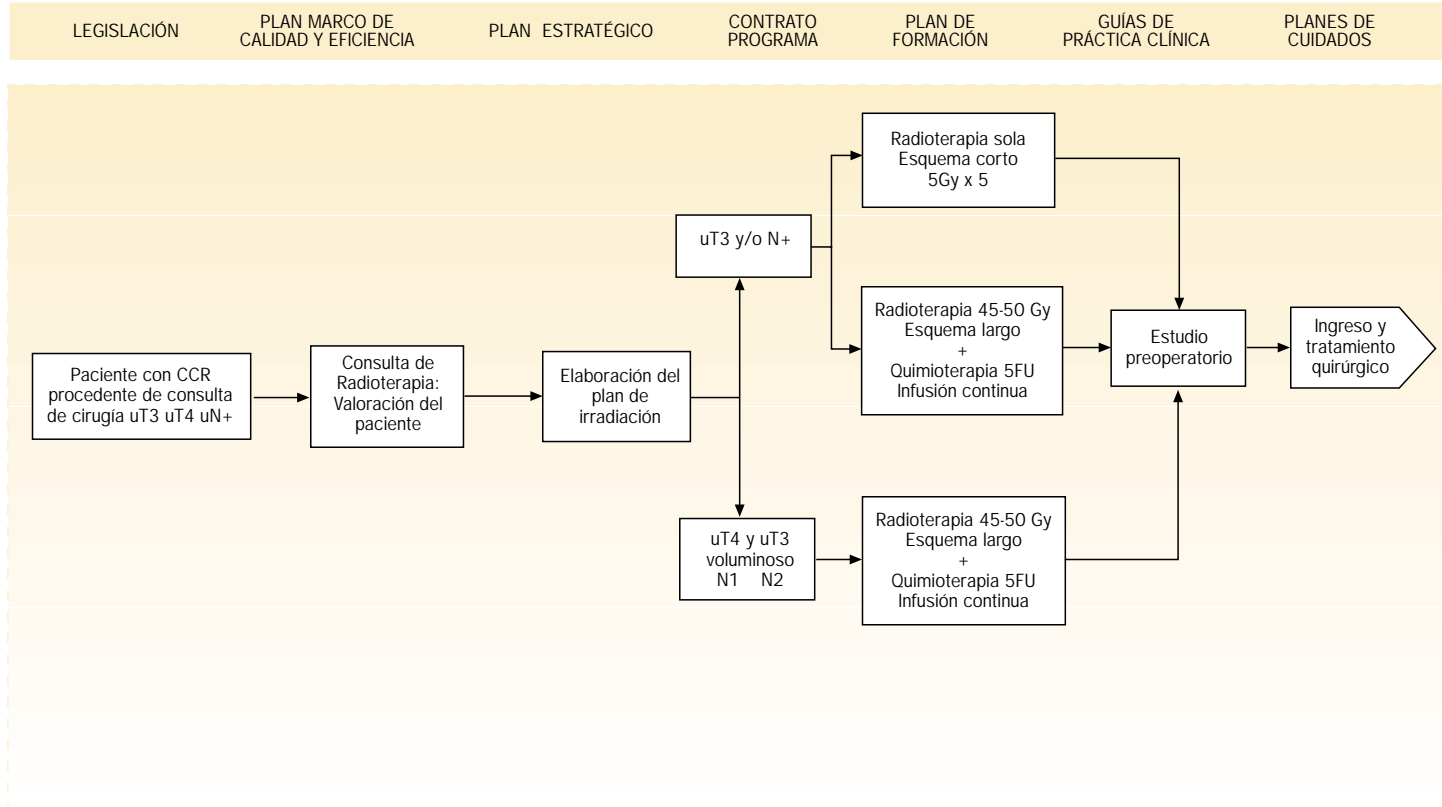 LEGISLACIÓN
PLAN MARCO DE
CALIDAD Y EFICIENCIA
PLAN ESTRATÉGICO
CONTRATO
PROGRAMA
PLAN DE
FORMACIÓN
GUÍAS DE
PRÁCTICA CLÍNICA
PLANES DE
CUIDADOS
Paciente con CCR
procedente de consulta
de cirugía uT3 uT4 uN+
Consulta de
Radioterapia:
Valoración del
paciente
Elaboración del
plan de
irradiación
uT3 y/o N+
Radioterapia sola
Esquema corto
5Gy x 5
Radioterapia 45-50 Gy
Esquema largo
+
Quimioterapia 5FU
Infusión continua
uT4 y uT3
voluminoso
N1 N2
Radioterapia 45-50 Gy
Esquema largo
+
Quimioterapia 5FU
Infusión continua
Estudio
preoperatorio
Ingreso y
tratamiento
quirúrgico